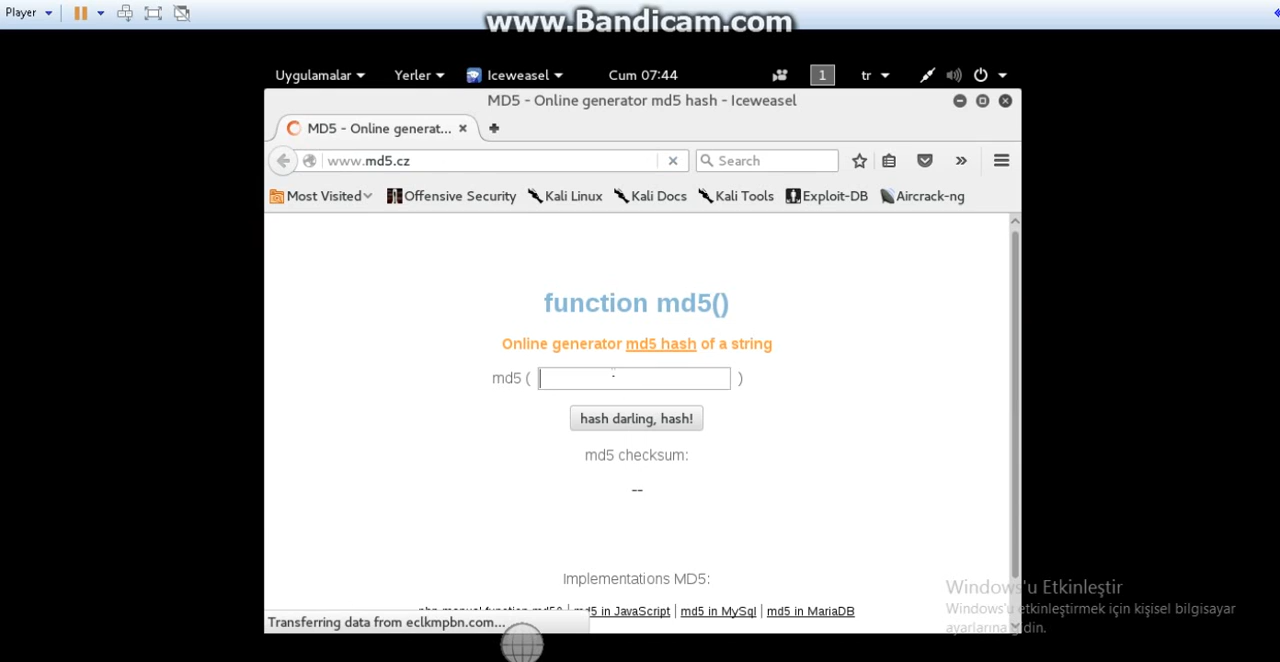 Player
www.Bandicam.com
Uygulamalar Yerler Iceweasel Cum 07:44 1 tr
MD5 - Online generator md5 hash - Iceweasel
MD5 - Online generat...
www.md5.cz Search
Most Visited Offensive Security Kali Linux Kali Docs Kali Tools Exploit-DB Aircrack-ng
function md5()
Online generator md5 hash of a string
md5 ( )
hash darling, hash!
md5 checksum:
--
Implementations MD5:
php manual function md5() | md5 in JavaScript | md5 in MySql | md5 in MariaDB
Transferring data from eclkmpbn.com...
Windows'u Etkinleştir
Windows'u etkinleştirmek için kişisel bilgisayar
ayarlarına gidin.